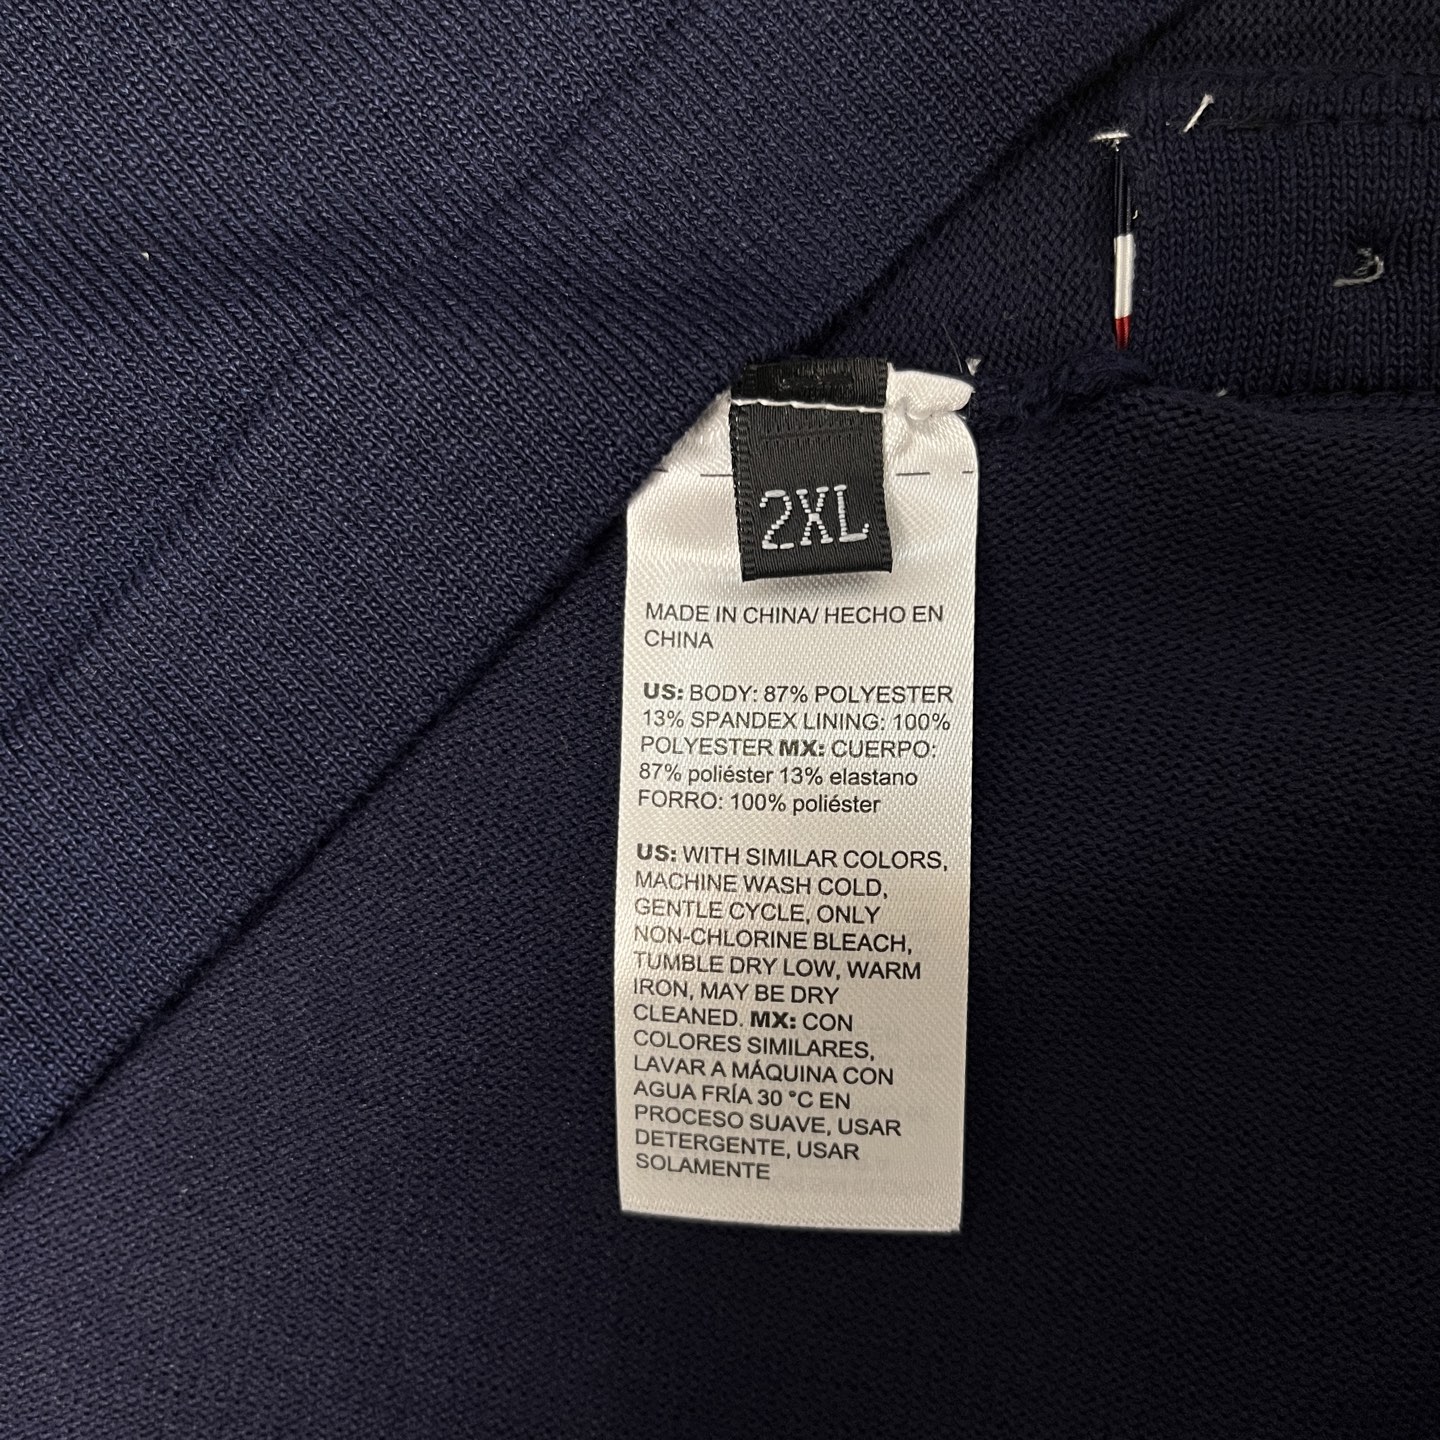 2XL
MADE IN CHINA/ HECHO EN
CHINA
US: BODY: 87% POLYESTER
13% SPANDEX LINING: 100%
POLYESTER MX: CUERPO:
87% poliéster 13% elastano
FORRO: 100% poliéster
US: WITH SIMILAR COLORS,
MACHINE WASH COLD,
GENTLE CYCLE, ONLY
NON-CHLORINE BLEACH,
TUMBLE DRY LOW, WARM
IRON, MAY BE DRY
CLEANED. MX: CON
COLORES SIMILARES,
LAVAR A MÁQUINA CON
AGUA FRÍA 30 °C EN
PROCESO SUAVE, USAR
DETERGENTE, USAR
SOLAMENTE